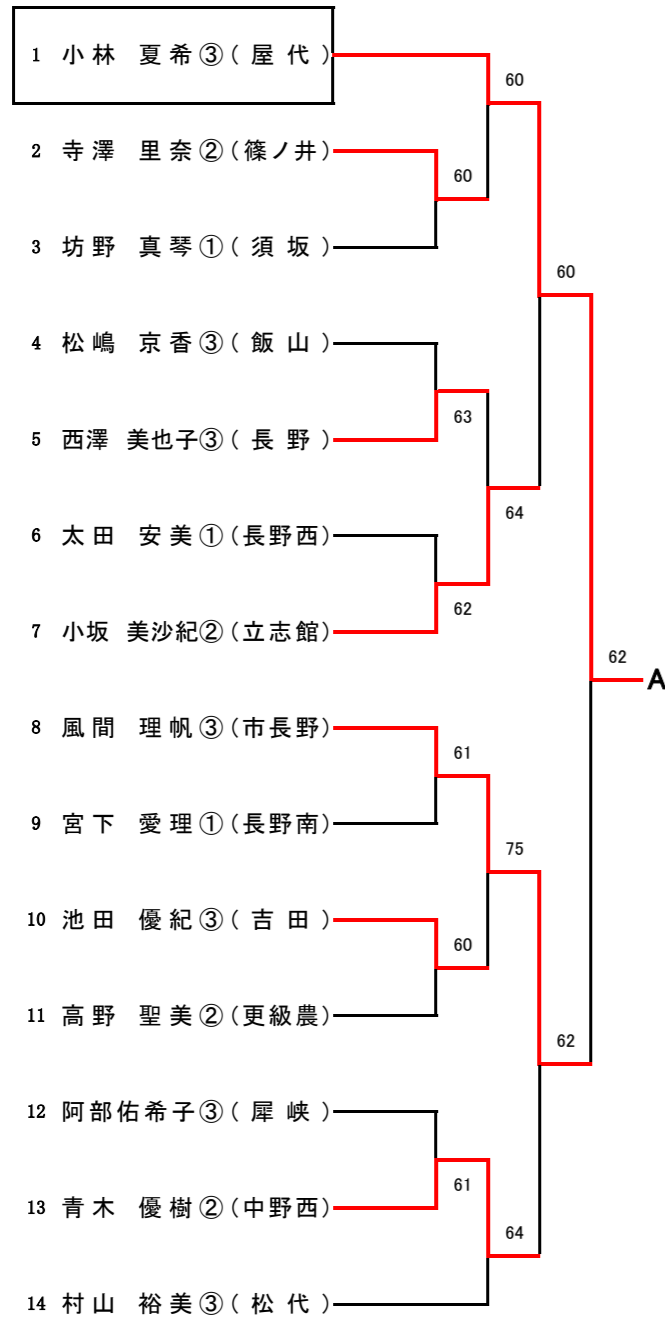 1 小林 夏希③(屋代)
60
2 寺澤 里奈②(篠ノ井)
60
3 坊野 真琴①(須坂)
60
4 松嶋 京香③(飯山)
63
5 西澤 美也子③(長野)
64
6 太田 安美①(長野西)
62
7 小坂 美沙紀②(立志館)
62
A
8 風間 理帆③(市長野)
61
9 宮下 愛理①(長野南)
75
10 池田 優紀③(吉田)
60
11 高野 聖美②(更級農)
62
12 阿部佑希子③(犀峡)
61
13 青木 優樹②(中野西)
64
14 村山 裕美③(松代)